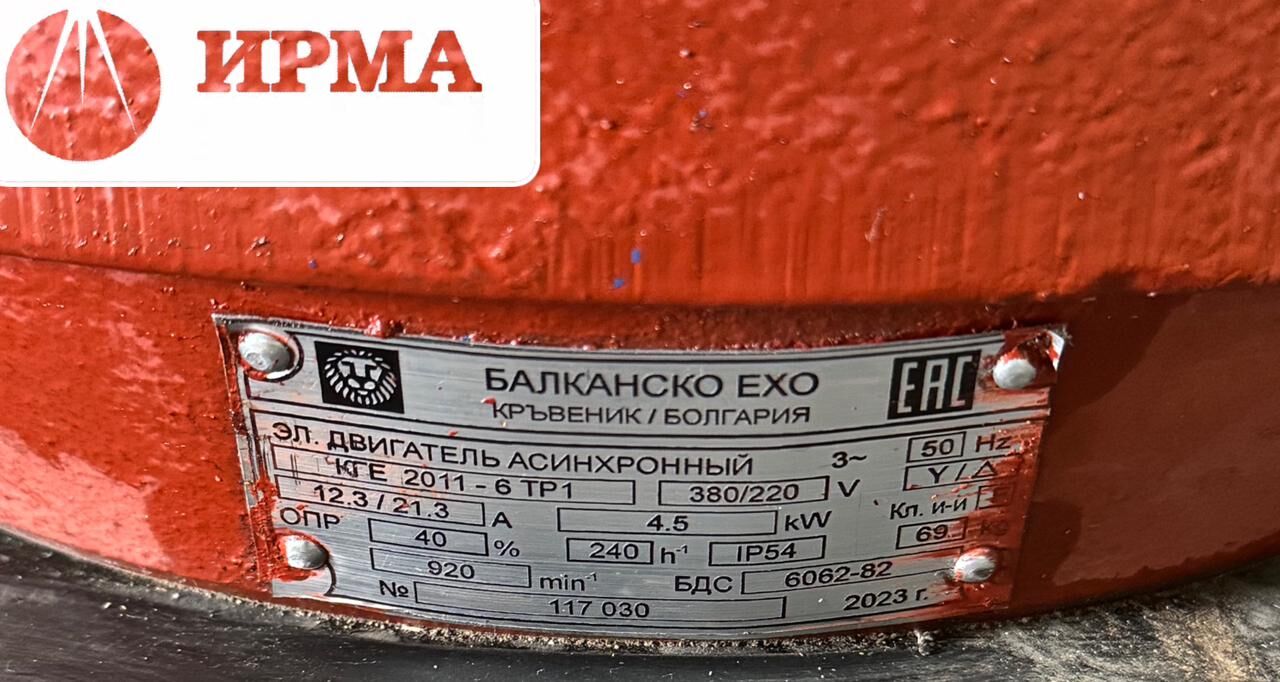 ИРМА
БАЛКАНСКО ЕХО
EAC
КРЪВЕНИК / БОЛГАРИЯ
ЭЛ. ДВИГАТЕЛЬ АСИНХРОННЫЙ 3~ 50 Hz
КГЕ 2011 - 6 ТР1 380/220 V Y / Δ
12.3 / 21.3 A 4.5 kW Кл. и-и
ОПР 40 % 240 h⁻¹ IP54 69 kg
920 min⁻¹ БДС 6062-82
№ 117 030 2023 г.